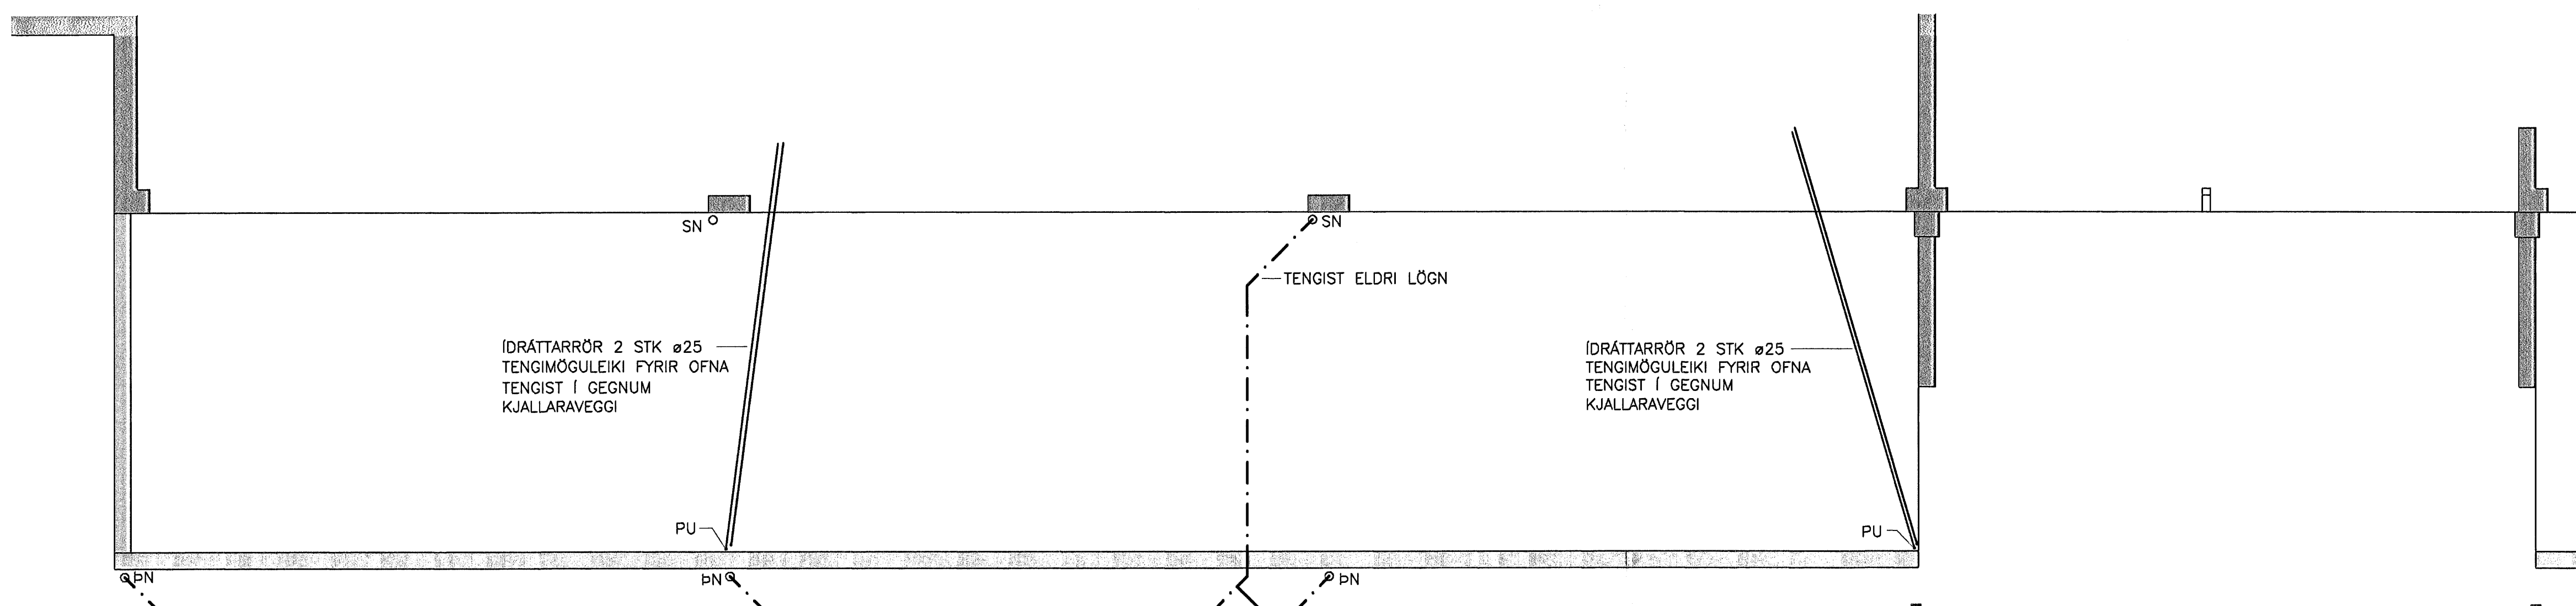 SN
SN
TENGIST ELDRI LÖGN
ÍDRÁTTARRÖR 2 STK ø25
TENGIMÖGULEIKI FYRIR OFNA
TENGIST Í GEGNUM
KJALLARAVEGGI
ÍDRÁTTARRÖR 2 STK ø25
TENGIMÖGULEIKI FYRIR OFNA
TENGIST Í GEGNUM
KJALLARAVEGGI
PU
PU
ÞN
ÞN
ÞN